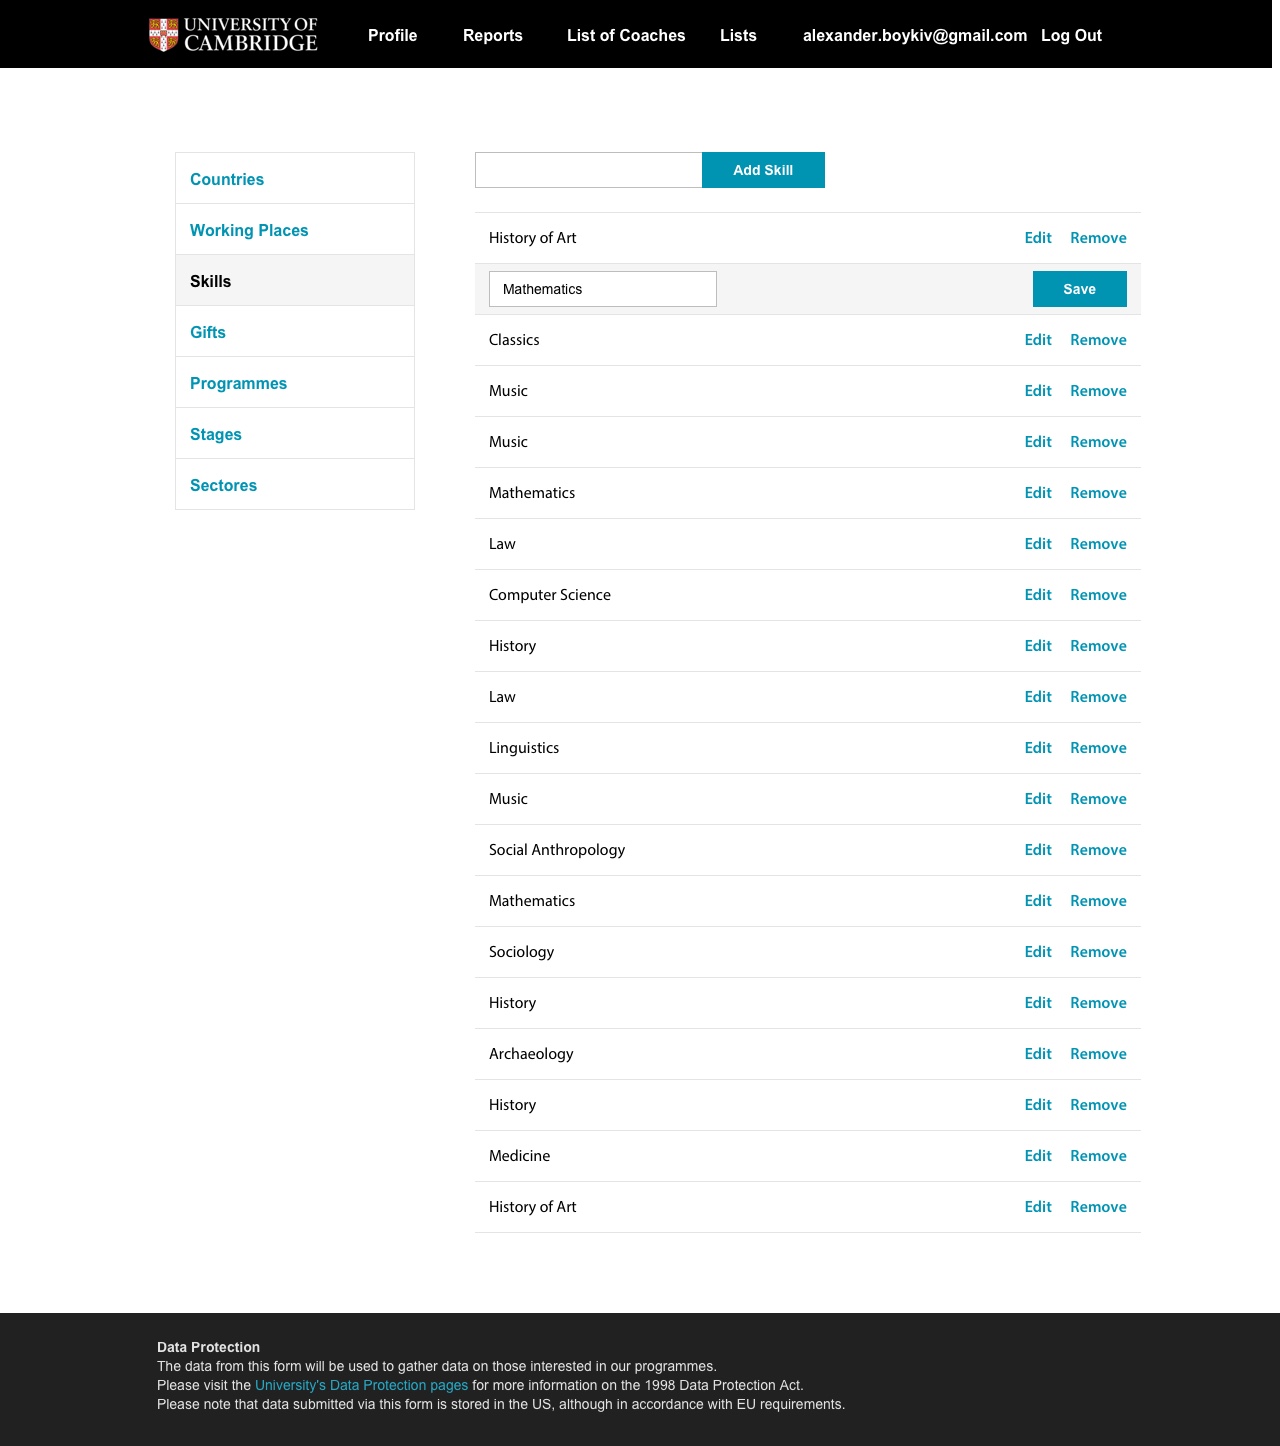 UNIVERSITY OF
CAMBRIDGE
Profile Reports List of Coaches Lists alexander.boykiv@gmail.com Log Out
Countries
Working Places
Skills
Gifts
Programmes
Stages
Sectores
Add Skill
History of Art Edit Remove
Mathematics Save
Classics Edit Remove
Music Edit Remove
Music Edit Remove
Mathematics Edit Remove
Law Edit Remove
Computer Science Edit Remove
History Edit Remove
Law Edit Remove
Linguistics Edit Remove
Music Edit Remove
Social Anthropology Edit Remove
Mathematics Edit Remove
Sociology Edit Remove
History Edit Remove
Archaeology Edit Remove
History Edit Remove
Medicine Edit Remove
History of Art Edit Remove
Data Protection
The data from this form will be used to gather data on those interested in our programmes.
Please visit the University's Data Protection pages for more information on the 1998 Data Protection Act.
Please note that data submitted via this form is stored in the US, although in accordance with EU requirements.